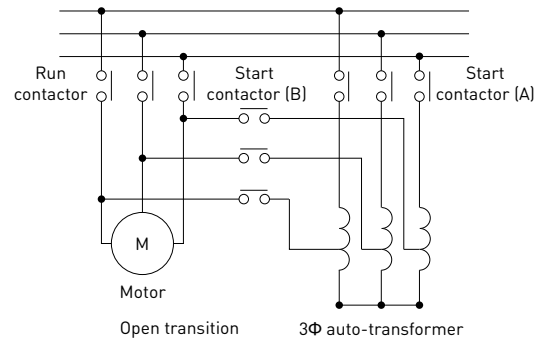 Run
contactor
Start
contactor (B)
Start
contactor (A)
M
Motor
Open transition
3Φ auto-transformer